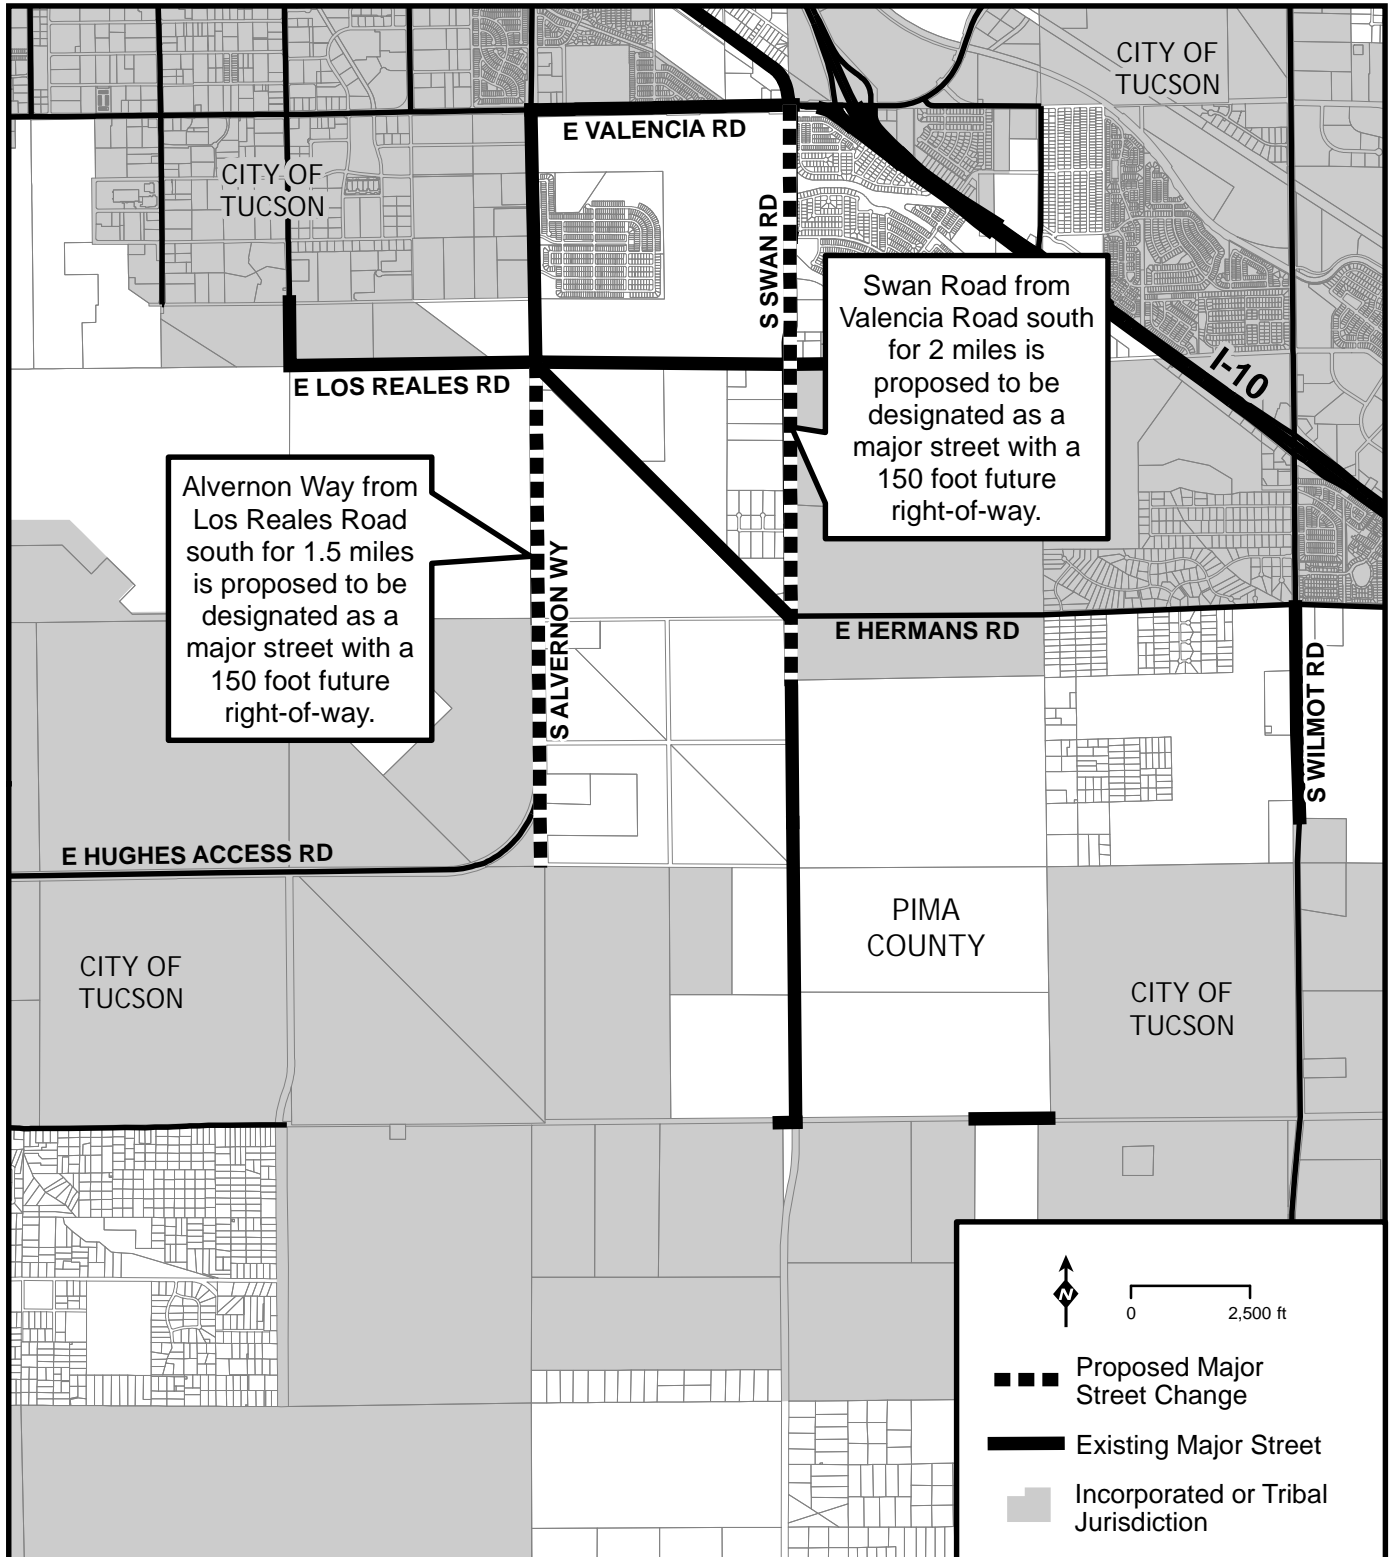 CITY OF
TUCSON
E VALENCIA RD
CITY OF
TUCSON
S SWAN RD
Swan Road from
Valencia Road south
for 2 miles is
proposed to be
designated as a
major street with a
150 foot future
right-of-way.
I-10
E LOS REALES RD
Alvernon Way from
Los Reales Road
south for 1.5 miles
is proposed to be
designated as a
major street with a
150 foot future
right-of-way.
S ALVERNON WY
E HERMANS RD
S WILMOT RD
E HUGHES ACCESS RD
PIMA
COUNTY
CITY OF
TUCSON
CITY OF
TUCSON
N
0 2,500 ft
Proposed Major
Street Change
Existing Major Street
Incorporated or Tribal
Jurisdiction